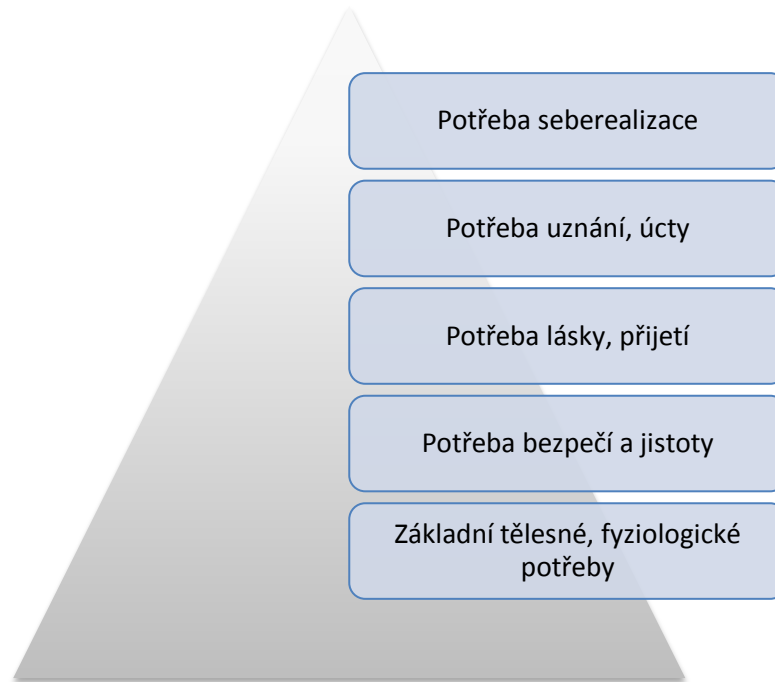 Potřeba seberealizace
Potřeba uznání, úcty
Potřeba lásky, přijetí
Potřeba bezpečí a jistoty
Základní tělesné, fyziologické
potřeby